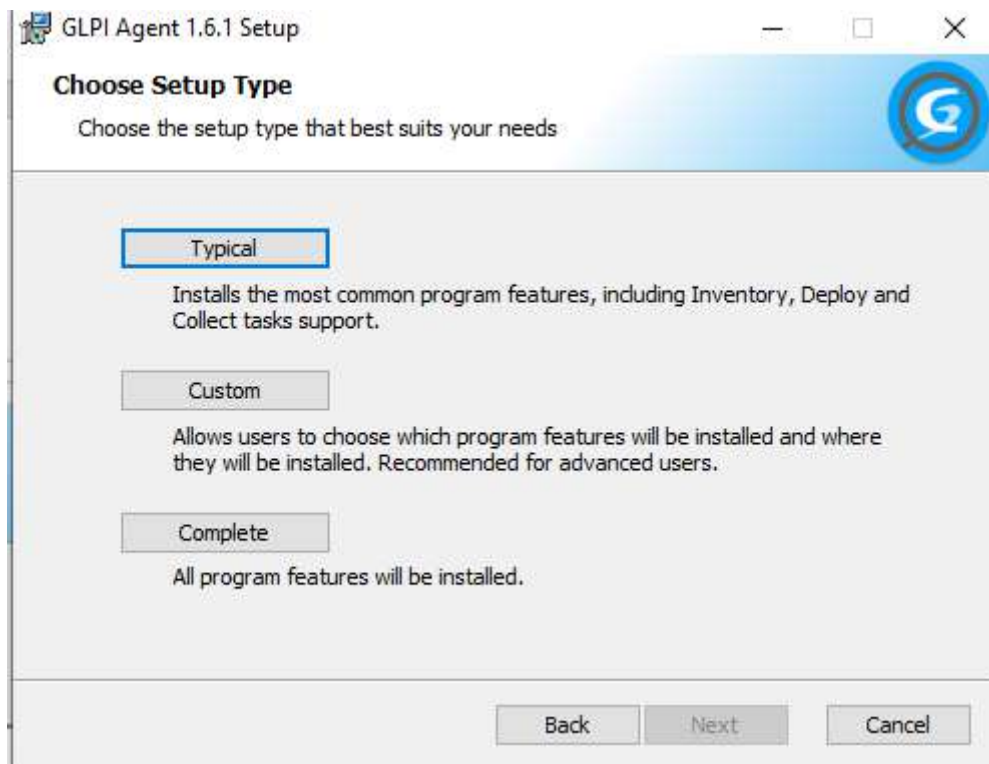 GLPI Agent 1.6.1 Setup
Choose Setup Type
Choose the setup type that best suits your needs
Typical
Installs the most common program features, including Inventory, Deploy and
Collect tasks support.
Custom
Allows users to choose which program features will be installed and where
they will be installed. Recommended for advanced users.
Complete
All program features will be installed.
Back Next Cancel